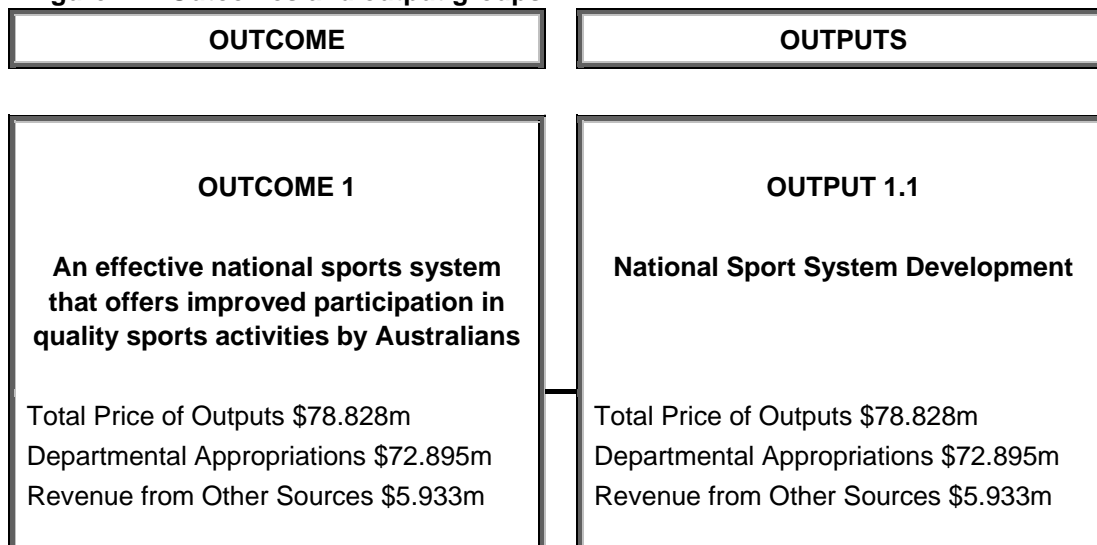 OUTCOME
OUTPUTS
OUTCOME 1
An effective national sports system
that offers improved participation in
quality sports activities by Australians
Total Price of Outputs $78.828m
Departmental Appropriations $72.895m
Revenue from Other Sources $5.933m
OUTPUT 1.1
National Sport System Development
Total Price of Outputs $78.828m
Departmental Appropriations $72.895m
Revenue from Other Sources $5.933m